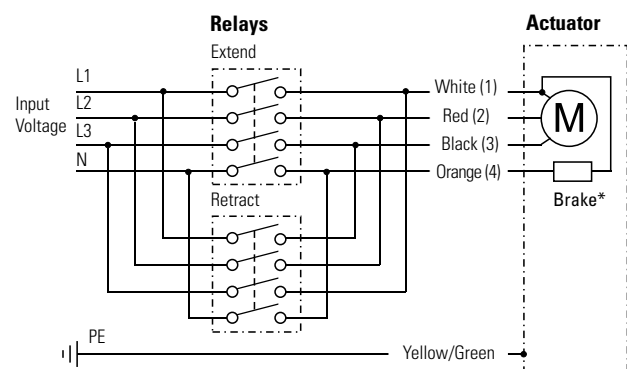 Relays
Actuator
Extend
L1
White (1)
Input
Voltage
L2
Red (2)
M
L3
Black (3)
N
Orange (4)
Brake*
Retract
PE
Yellow/Green